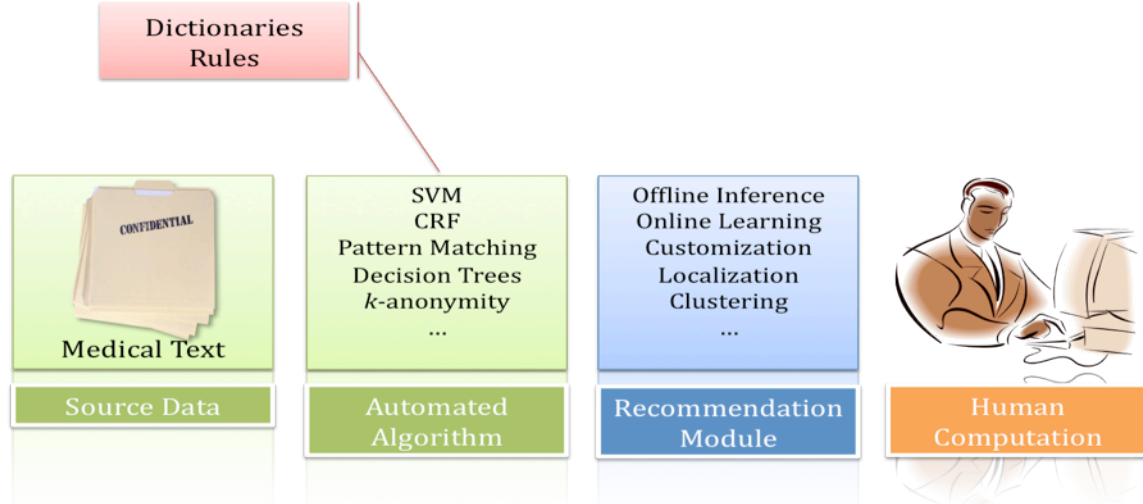 Dictionaries
Rules
CONFIDENTIAL
Medical Text
Source Data
SVM
CRF
Pattern Matching
Decision Trees
k-anonymity
...
Automated
Algorithm
Offline Inference
Online Learning
Customization
Localization
Clustering
...
Recommendation
Module
Human
Computation